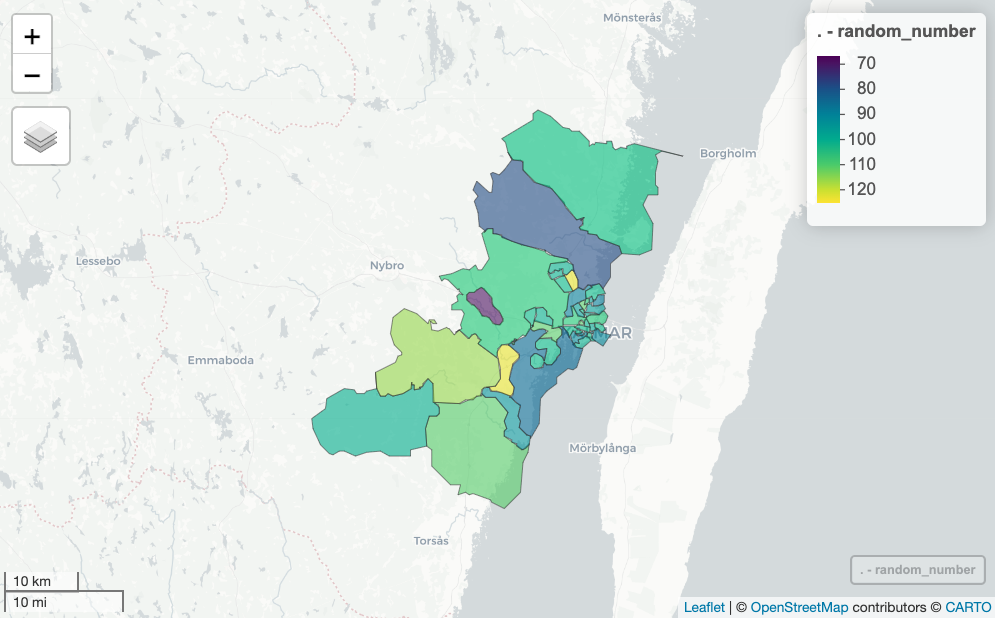 +
−
Mönsterås
. - random_number
70
80
90
100
110
120
Borgholm
Lessebo
Nybro
AR
Emmaboda
Mörbylånga
Torsås
10 km
10 mi
. - random_number
Leaflet | © OpenStreetMap contributors © CARTO